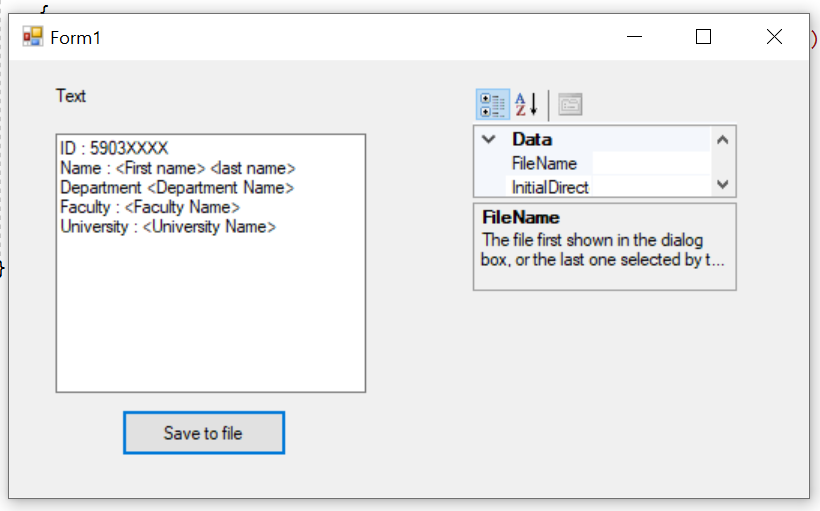 {
Form1
)
Text
ID : 5903XXXX
Name : <First name> <last name>
Department <Department Name>
Faculty : <Faculty Name>
University : <University Name>
}
Save to file
A
Z
Data
FileName
InitialDirect
FileName
The file first shown in the dialog
box, or the last one selected by t...